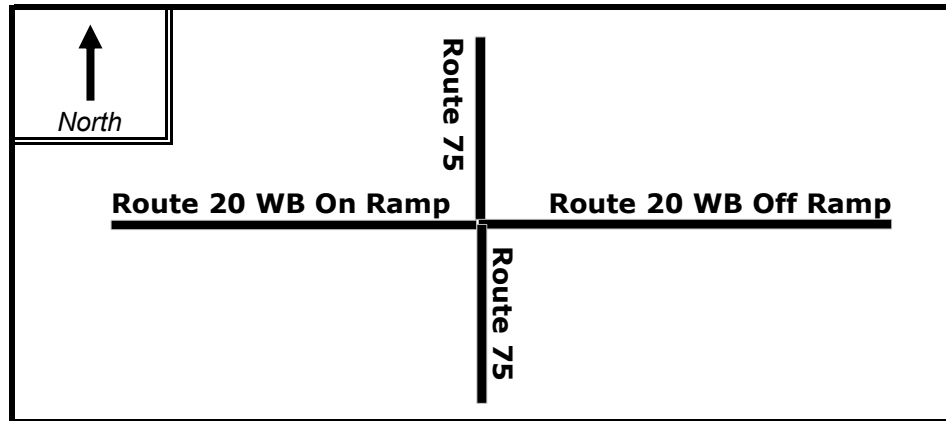 North
Route 75
Route 20 WB On Ramp
Route 20 WB Off Ramp
Route 75